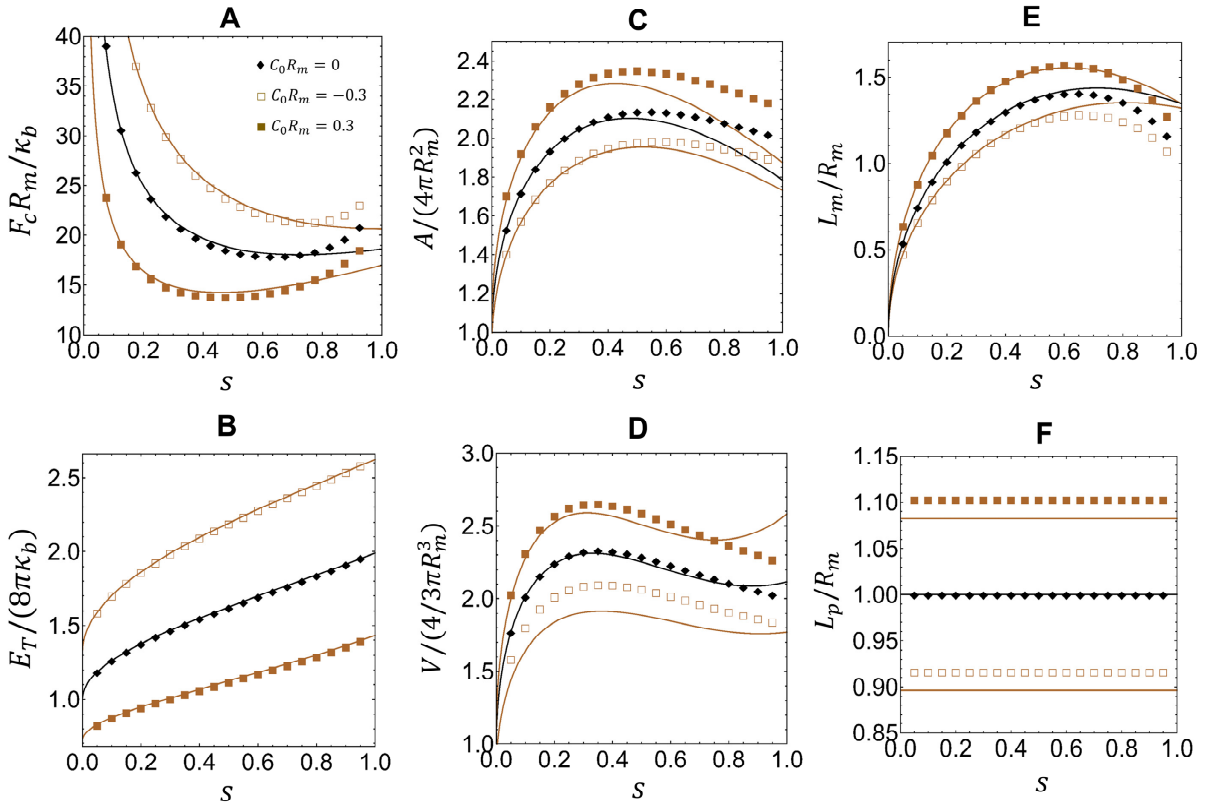 A
F_c R_m/κ_b
40
35
30
25
20
15
10
0.0 0.2 0.4 0.6 0.8 1.0
s
C_0 R_m = 0
C_0 R_m = −0.3
C_0 R_m = 0.3
C
A/(4πR_m^2)
2.4
2.2
2.0
1.8
1.6
1.4
1.2
1.0
0.0 0.2 0.4 0.6 0.8 1.0
s
E
L_m/R_m
1.5
1.0
0.5
0.0
0.0 0.2 0.4 0.6 0.8 1.0
s
B
E_T/(8πκ_b)
2.5
2.0
1.5
1.0
0.0 0.2 0.4 0.6 0.8 1.0
s
D
V/(4/3πR_m^3)
3.0
2.5
2.0
1.5
1.0
0.0 0.2 0.4 0.6 0.8 1.0
s
F
L_p/R_m
1.15
1.10
1.05
1.00
0.95
0.90
0.85
0.0 0.2 0.4 0.6 0.8 1.0
s